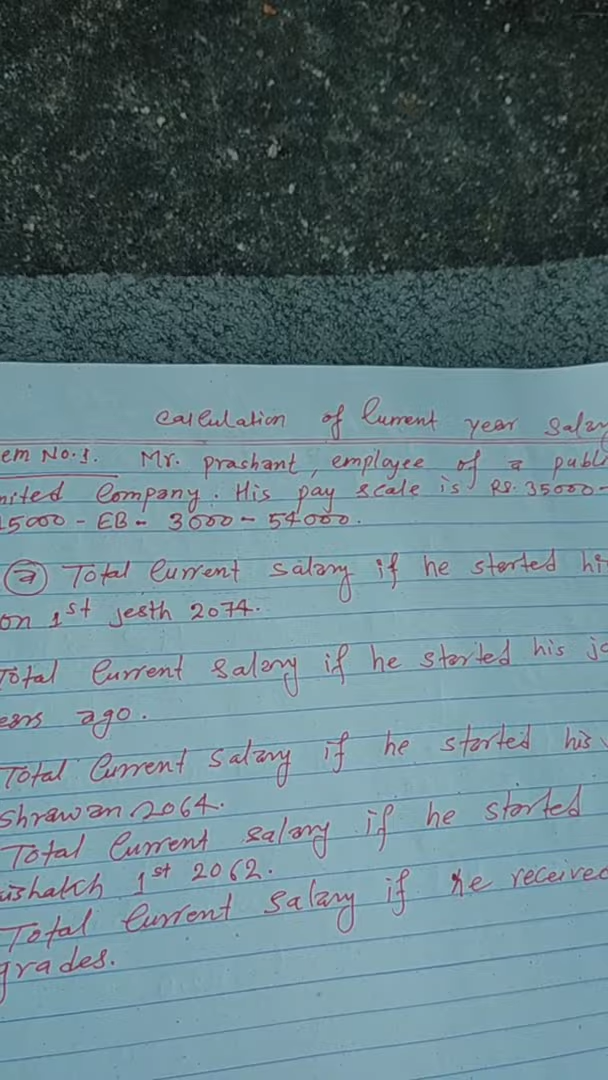 Calculation of Current year Salary
em No.1. Mr. prashant, employee of a publ
mited Company. His pay scale is RS. 35000-
15000 - EB - 3000 - 54000.
(a) Total Current salary if he started hi
on 1st jesth 2074.
Total Current salary if he started his jo
ears ago.
Total Current salary if he started his
Shrawan 2064.
Total Current salary if he started
aishakh 1st 2062.
Total Current salary if he received
grades.